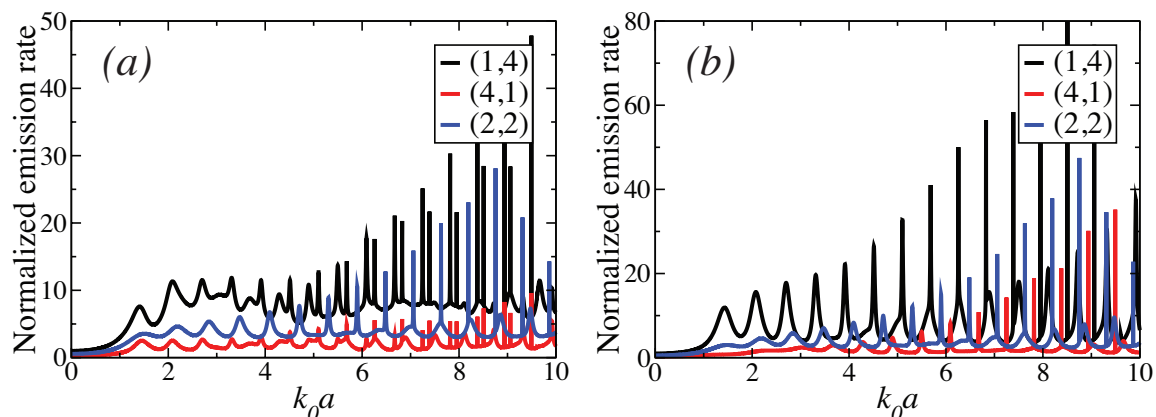 (a)
Normalized emission rate
50
40
30
20
10
0
(1,4)
(4,1)
(2,2)
0 2 4 6 8 10
k₀a
(b)
Normalized emission rate
80
60
40
20
0
(1,4)
(4,1)
(2,2)
0 2 4 6 8 10
k₀a